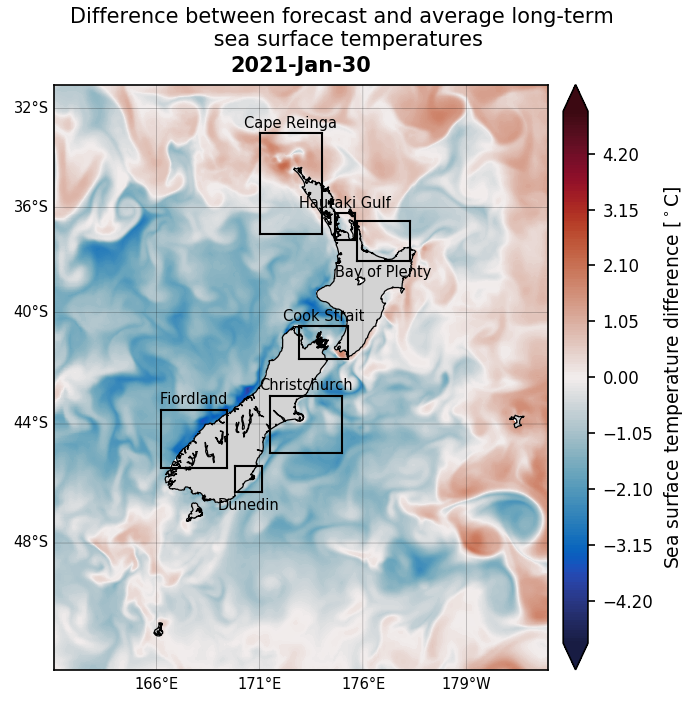 Difference between forecast and average long-term
sea surface temperatures
2021-Jan-30
32°S
36°S
40°S
44°S
48°S
Cape Reinga
Hauraki Gulf
Bay of Plenty
Cook Strait
Christchurch
Fiordland
Dunedin
166°E
171°E
176°E
179°W
4.20
3.15
2.10
1.05
0.00
−1.05
−2.10
−3.15
−4.20
Sea surface temperature difference [°C]